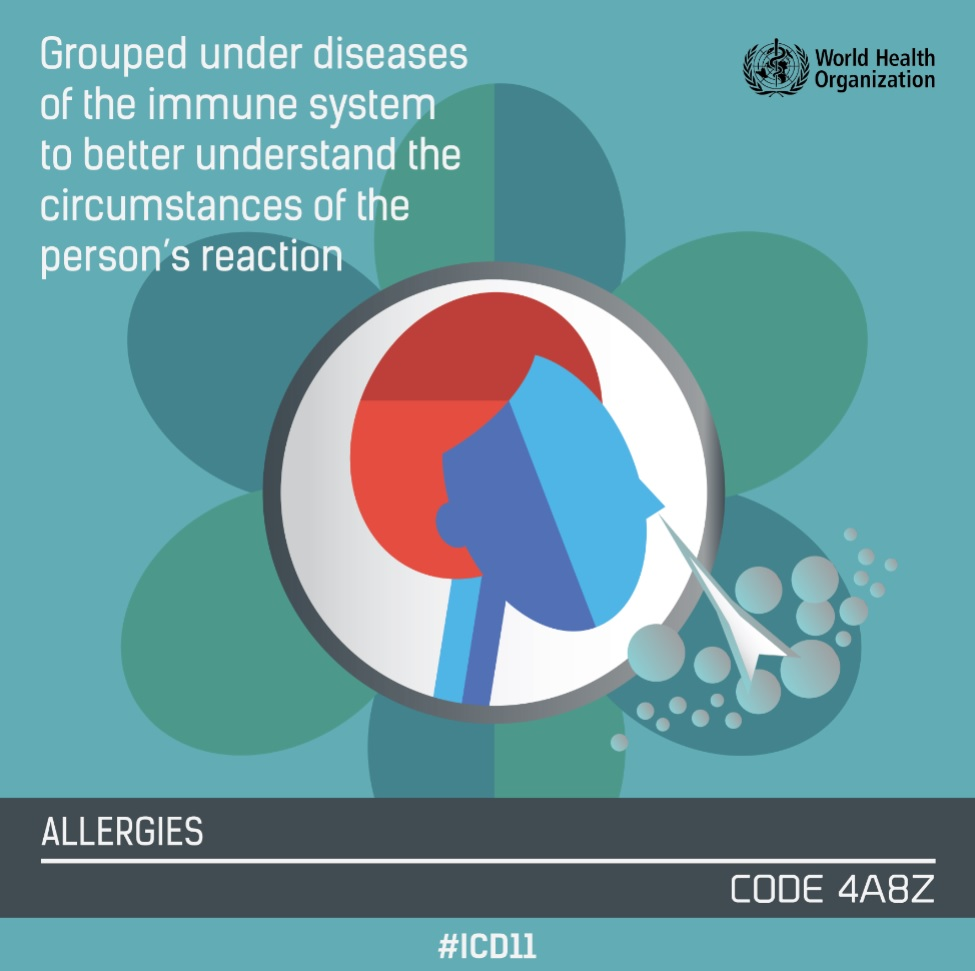 Grouped under diseases
of the immune system
to better understand the
circumstances of the
person's reaction
World Health
Organization
ALLERGIES
CODE 4A8Z
#ICD11